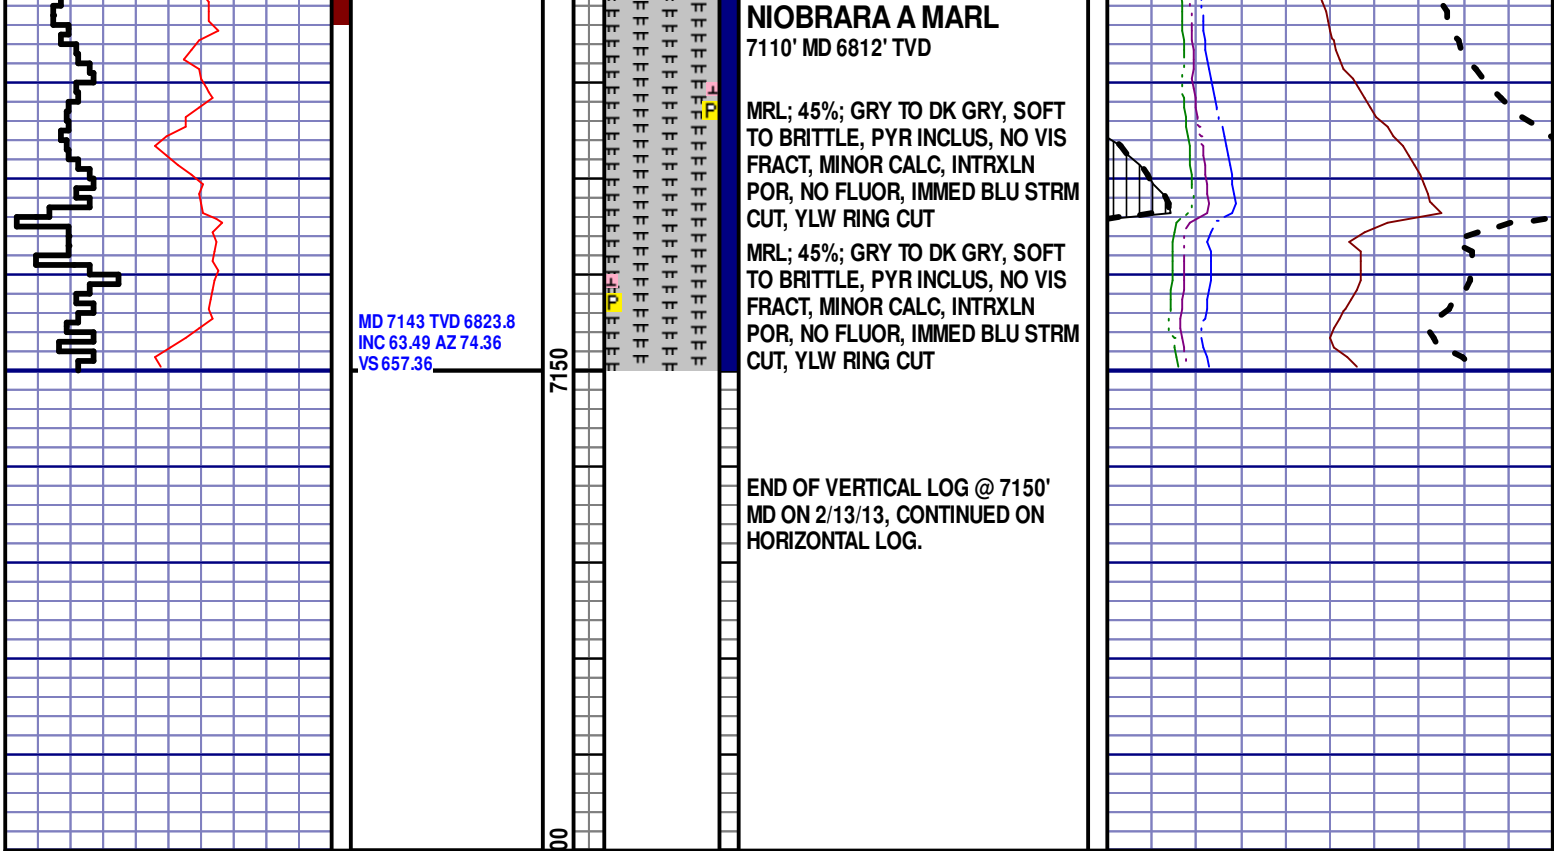 NIOBRARA A MARL
7110' MD 6812' TVD
P
MRL; 45%; GRY TO DK GRY, SOFT
TO BRITTLE, PYR INCLUS, NO VIS
FRACT, MINOR CALC, INTRXLN
POR, NO FLUOR, IMMED BLU STRM
CUT, YLW RING CUT
MRL; 45%; GRY TO DK GRY, SOFT
TO BRITTLE, PYR INCLUS, NO VIS
FRACT, MINOR CALC, INTRXLN
POR, NO FLUOR, IMMED BLU STRM
CUT, YLW RING CUT
P
MD 7143 TVD 6823.8
INC 63.49 AZ 74.36
VS 657.36
7150
END OF VERTICAL LOG @ 7150'
MD ON 2/13/13, CONTINUED ON
HORIZONTAL LOG.
00